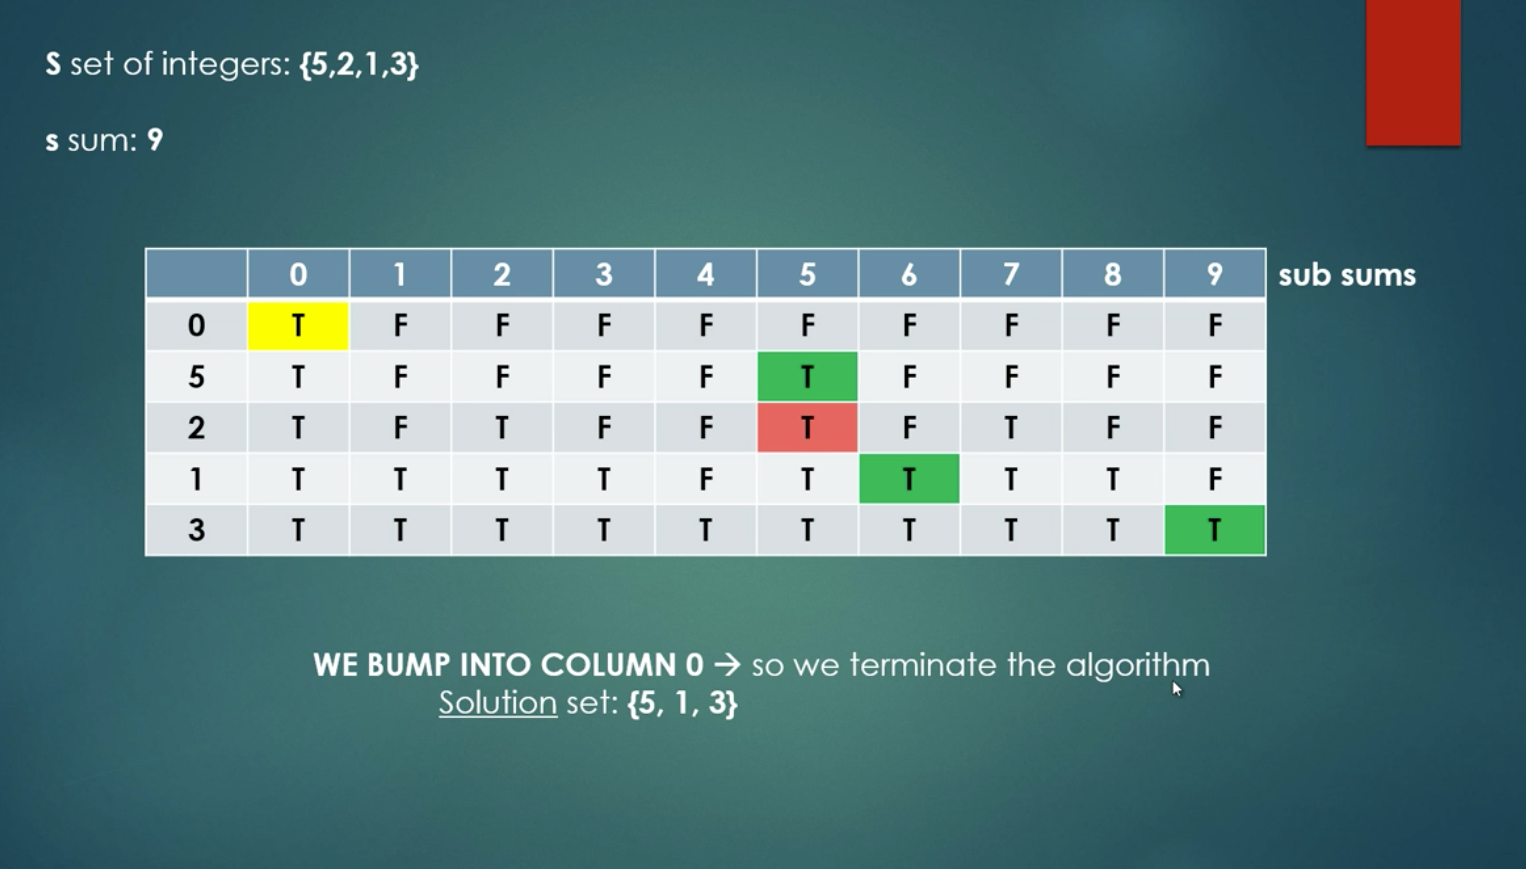 S set of integers: {5,2,1,3}
s sum: 9
0 1 2 3 4 5 6 7 8 9 sub sums
0 T F F F F F F F F F
5 T F F F F T F F F F
2 T F T F F T F T F F
1 T T T T F T T T T F
3 T T T T T T T T T T
WE BUMP INTO COLUMN 0 → so we terminate the algorithm
Solution set: {5, 1, 3}